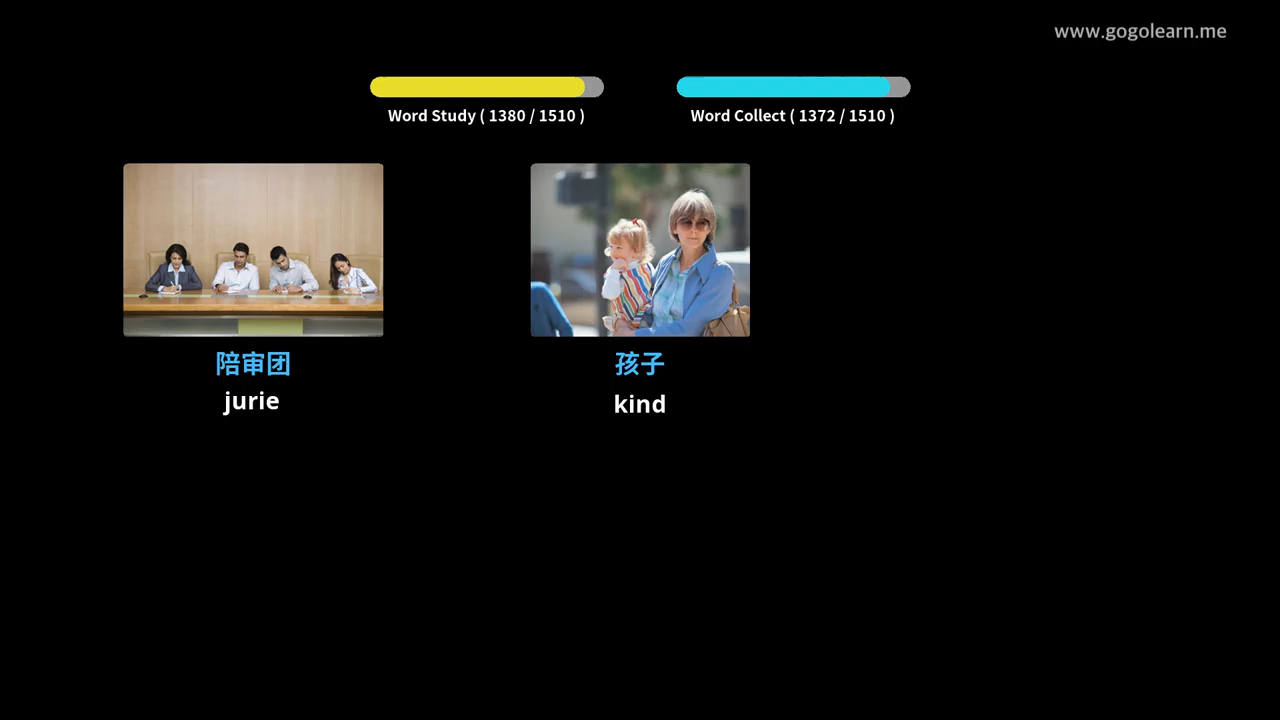 www.gogolearn.me
Word Study ( 1380 / 1510 )
Word Collect ( 1372 / 1510 )
陪审团
jurie
孩子
kind